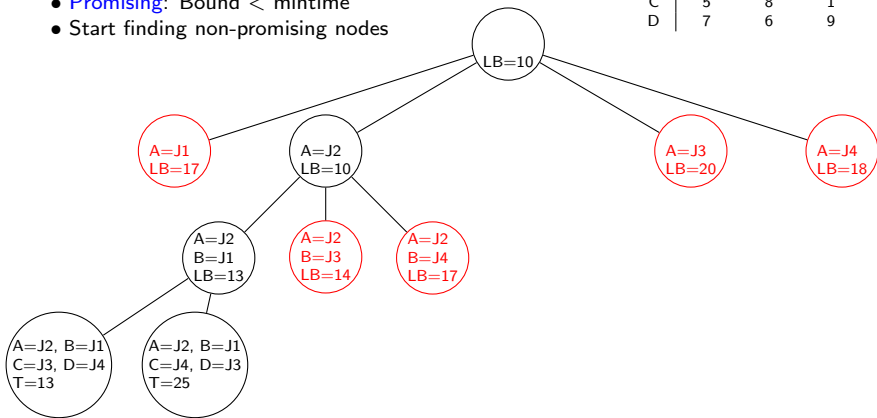 • Promising: Bound < mintime
• Start finding non-promising nodes
C 5 8 1
D 7 6 9
LB=10
A=J1
LB=17
A=J2
LB=10
A=J3
LB=20
A=J4
LB=18
A=J2
B=J1
LB=13
A=J2
B=J3
LB=14
A=J2
B=J4
LB=17
A=J2, B=J1
C=J3, D=J4
T=13
A=J2, B=J1
C=J4, D=J3
T=25